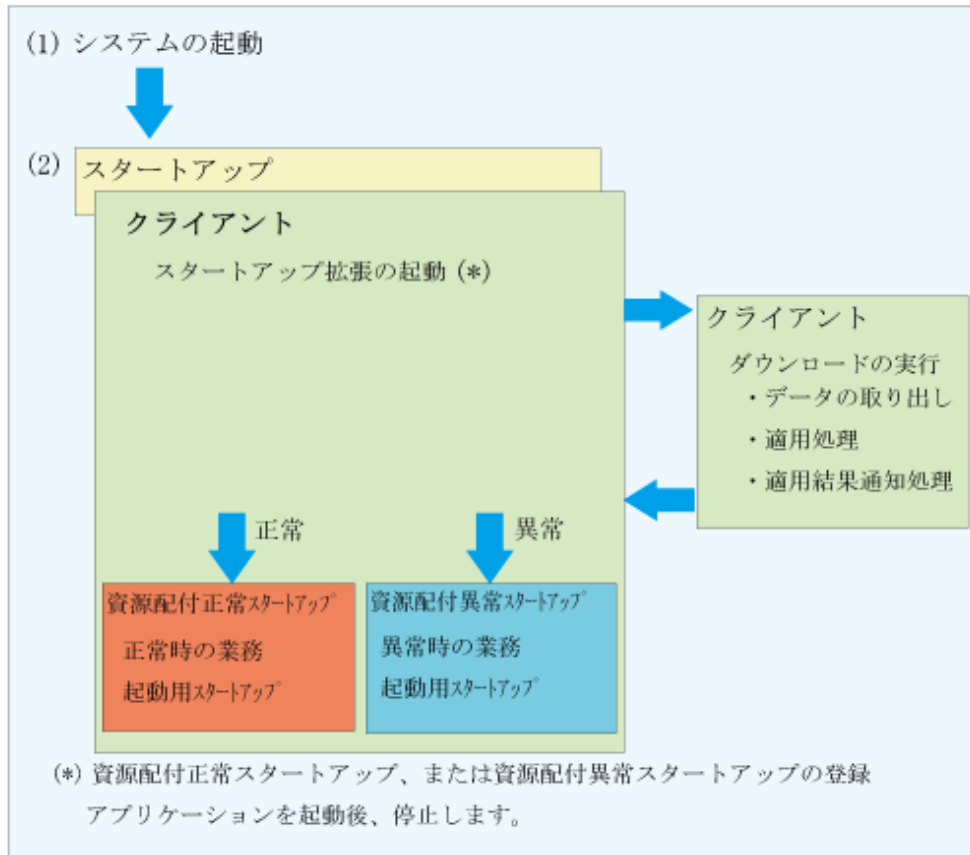 (1) システムの起動
(2) スタートアップ
クライアント
スタートアップ拡張の起動 (*)
クライアント
ダウンロードの実行
・データの取り出し
・適用処理
・適用結果通知処理
正常
異常
資源配付正常ｽﾀｰﾄｱｯﾌﾟ
正常時の業務
起動用ｽﾀｰﾄｱｯﾌﾟ
資源配付異常ｽﾀｰﾄｱｯﾌﾟ
異常時の業務
起動用ｽﾀｰﾄｱｯﾌﾟ
(*) 資源配付正常スタートアップ、または資源配付異常スタートアップの登録
アプリケーションを起動後、停止します。